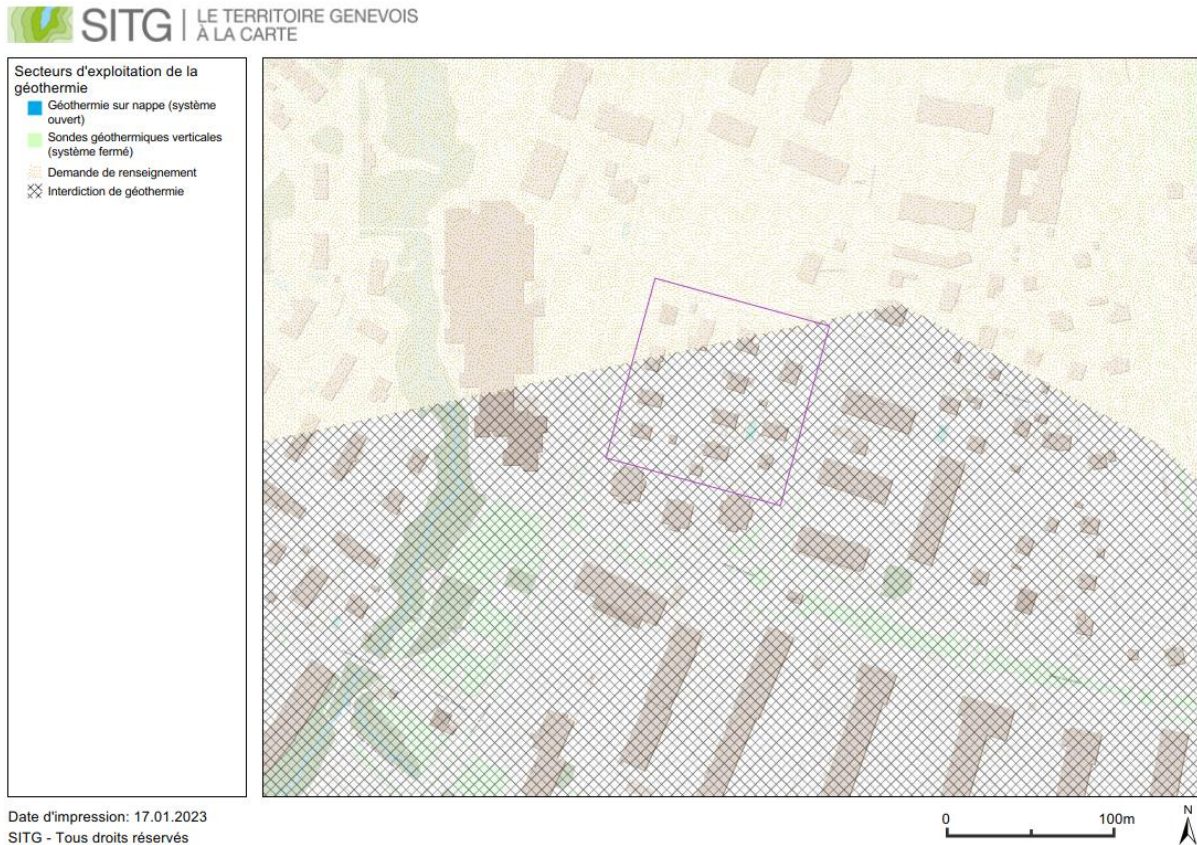 SITG | LE TERRITOIRE GENEVOIS
À LA CARTE
Secteurs d'exploitation de la
géothermie
Géothermie sur nappe (système
ouvert)
Sondes géothermiques verticales
(système fermé)
Demande de renseignement
Interdiction de géothermie
Date d'impression: 17.01.2023
SITG - Tous droits réservés
0 100m
N